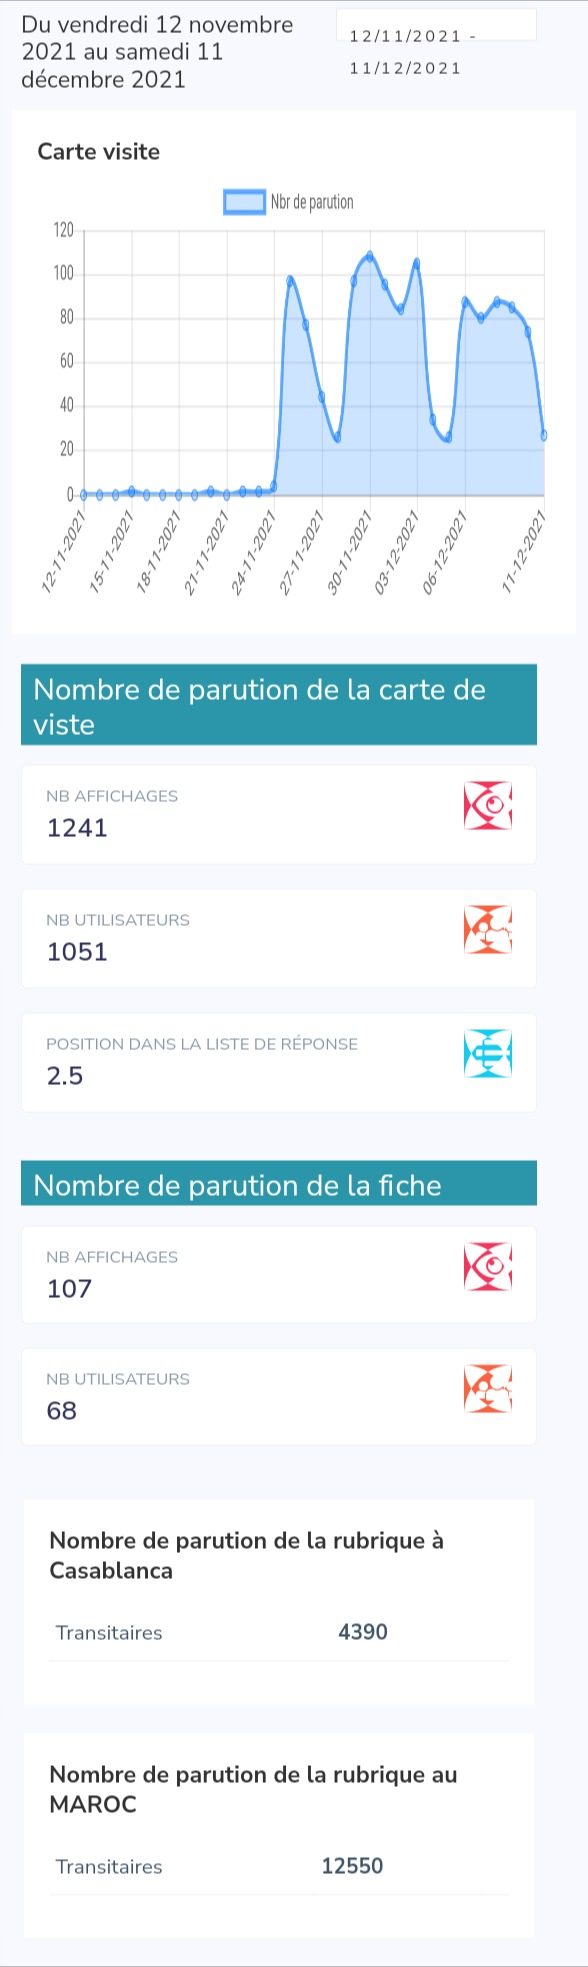 Du vendredi 12 novembre
2021 au samedi 11
décembre 2021
12/11/2021 -
11/12/2021
Carte visite
Nbr de parution
120
100
80
60
40
20
0
12-11-2021
15-11-2021
18-11-2021
21-11-2021
24-11-2021
27-11-2021
30-11-2021
03-12-2021
06-12-2021
11-12-2021
Nombre de parution de la carte de
viste
NB AFFICHAGES
1241
NB UTILISATEURS
1051
POSITION DANS LA LISTE DE RÉPONSE
2.5
Nombre de parution de la fiche
NB AFFICHAGES
107
NB UTILISATEURS
68
Nombre de parution de la rubrique à
Casablanca
Transitaires 4390
Nombre de parution de la rubrique au
MAROC
Transitaires 12550